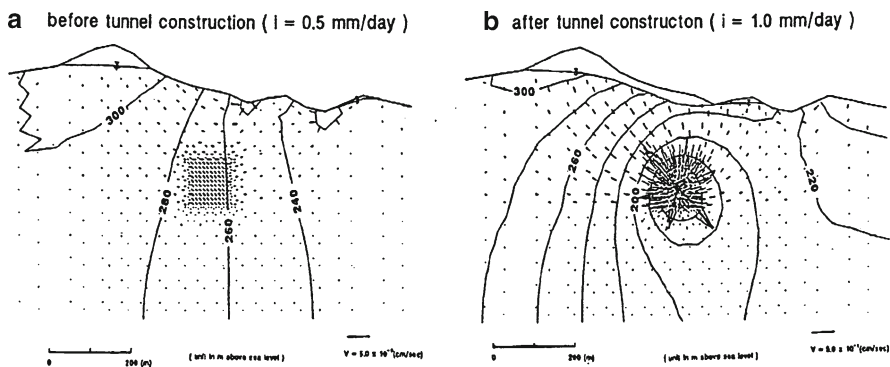 a before tunnel construction ( i = 0.5 mm/day )
300
280
260
240
0 200 (m)
( unit in m above sea level )
b after tunnel constructon ( i = 1.0 mm/day )
300
260
200
220
0 200 (m)
( unit in m above sea level )